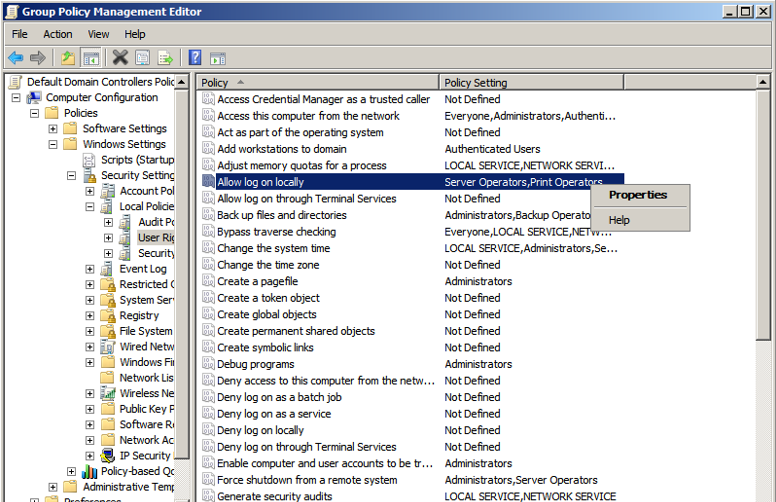 Group Policy Management Editor
File Action View Help
Default Domain Controllers Polic
Computer Configuration
Policies
Software Settings
Windows Settings
Scripts (Startup
Security Setting
Account Pol
Local Policie
Audit Po
User Rig
Security
Event Log
Restricted G
System Serv
Registry
File System
Wired Netw
Windows Fir
Network Lis
Wireless Ne
Public Key P
Software Re
Network Ac
IP Security
Policy-based Qo
Administrative Temp
Preferences
Policy Policy Setting
Access Credential Manager as a trusted caller Not Defined
Access this computer from the network Everyone,Administrators,Authenti...
Act as part of the operating system Not Defined
Add workstations to domain Authenticated Users
Adjust memory quotas for a process LOCAL SERVICE,NETWORK SERVI...
Allow log on locally Server Operators,Print Operators
Allow log on through Terminal Services Not Defined
Back up files and directories Administrators,Backup Operato
Bypass traverse checking Everyone,LOCAL SERVICE,NETW...
Change the system time LOCAL SERVICE,Administrators,Se...
Change the time zone Not Defined
Create a pagefile Administrators
Create a token object Not Defined
Create global objects Not Defined
Create permanent shared objects Not Defined
Create symbolic links Not Defined
Debug programs Administrators
Deny access to this computer from the netw... Not Defined
Deny log on as a batch job Not Defined
Deny log on as a service Not Defined
Deny log on locally Not Defined
Deny log on through Terminal Services Not Defined
Enable computer and user accounts to be tr... Administrators
Force shutdown from a remote system Administrators,Server Operators
Generate security audits LOCAL SERVICE,NETWORK SERVICE
Properties
Help